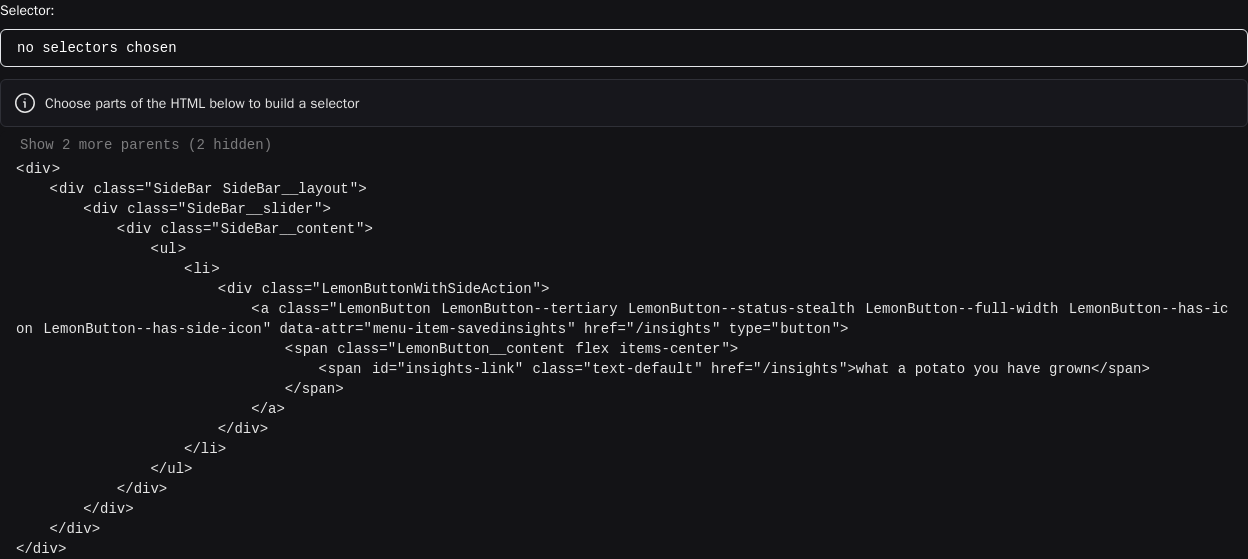 Selector:
no selectors chosen
Choose parts of the HTML below to build a selector
Show 2 more parents (2 hidden)
<div>
<div class="SideBar SideBar__layout">
<div class="SideBar__slider">
<div class="SideBar__content">
<ul>
<li>
<div class="LemonButtonWithSideAction">
<a class="LemonButton LemonButton--tertiary LemonButton--status-stealth LemonButton--full-width LemonButton--has-ic
on LemonButton--has-side-icon" data-attr="menu-item-savedinsights" href="/insights" type="button">
<span class="LemonButton__content flex items-center">
<span id="insights-link" class="text-default" href="/insights">what a potato you have grown</span>
</span>
</a>
</div>
</li>
</ul>
</div>
</div>
</div>
</div>